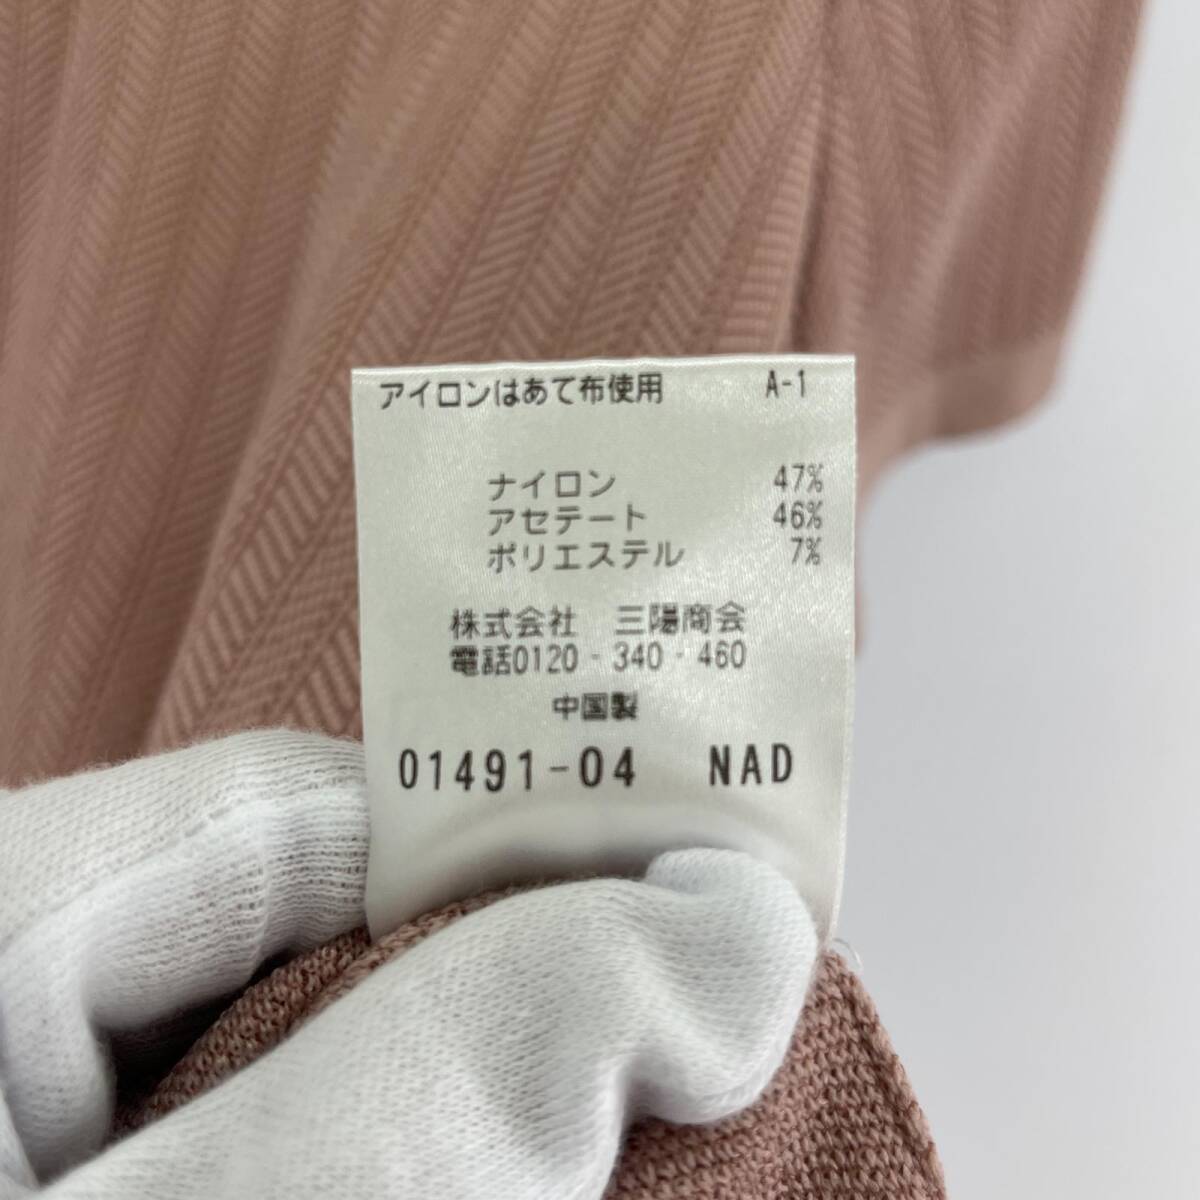 アイロンはあて布使用 A-1
ナイロン 47%
アセテート 46%
ポリエステル 7%
株式会社 三陽商会
電話0120-340-460
中国製
01491-04 NAD